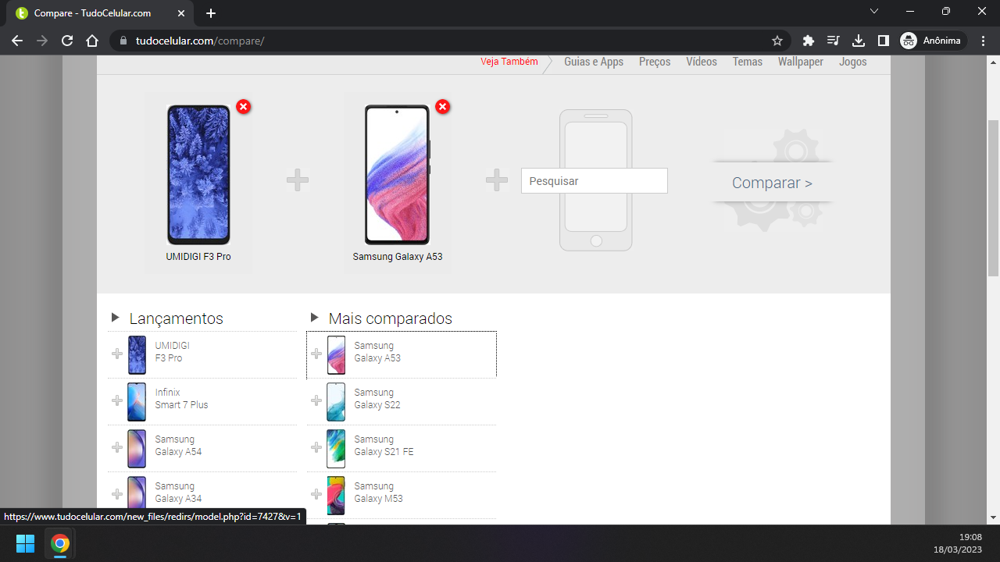 Compare - TudoCelular.com
tudocelular.com/compare/
Anônima
Veja Também
Guias e Apps
Preços
Vídeos
Temas
Wallpaper
Jogos
UMIDIGI F3 Pro
Samsung Galaxy A53
Pesquisar
Comparar >
Lançamentos
UMIDIGI
F3 Pro
Infinix
Smart 7 Plus
Samsung
Galaxy A54
Samsung
Galaxy A34
Mais comparados
Samsung
Galaxy A53
Samsung
Galaxy S22
Samsung
Galaxy S21 FE
Samsung
Galaxy M53
https://www.tudocelular.com/new_files/redirs/model.php?id=7427&v=1
19:08
18/03/2023